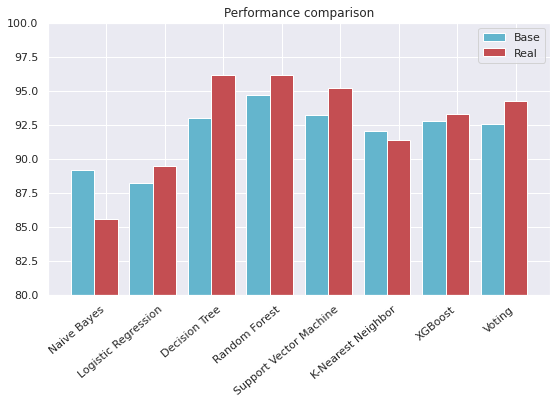 Performance comparison
Base
Real
100.0
97.5
95.0
92.5
90.0
87.5
85.0
82.5
80.0
Naive Bayes
Logistic Regression
Decision Tree
Random Forest
Support Vector Machine
K-Nearest Neighbor
XGBoost
Voting